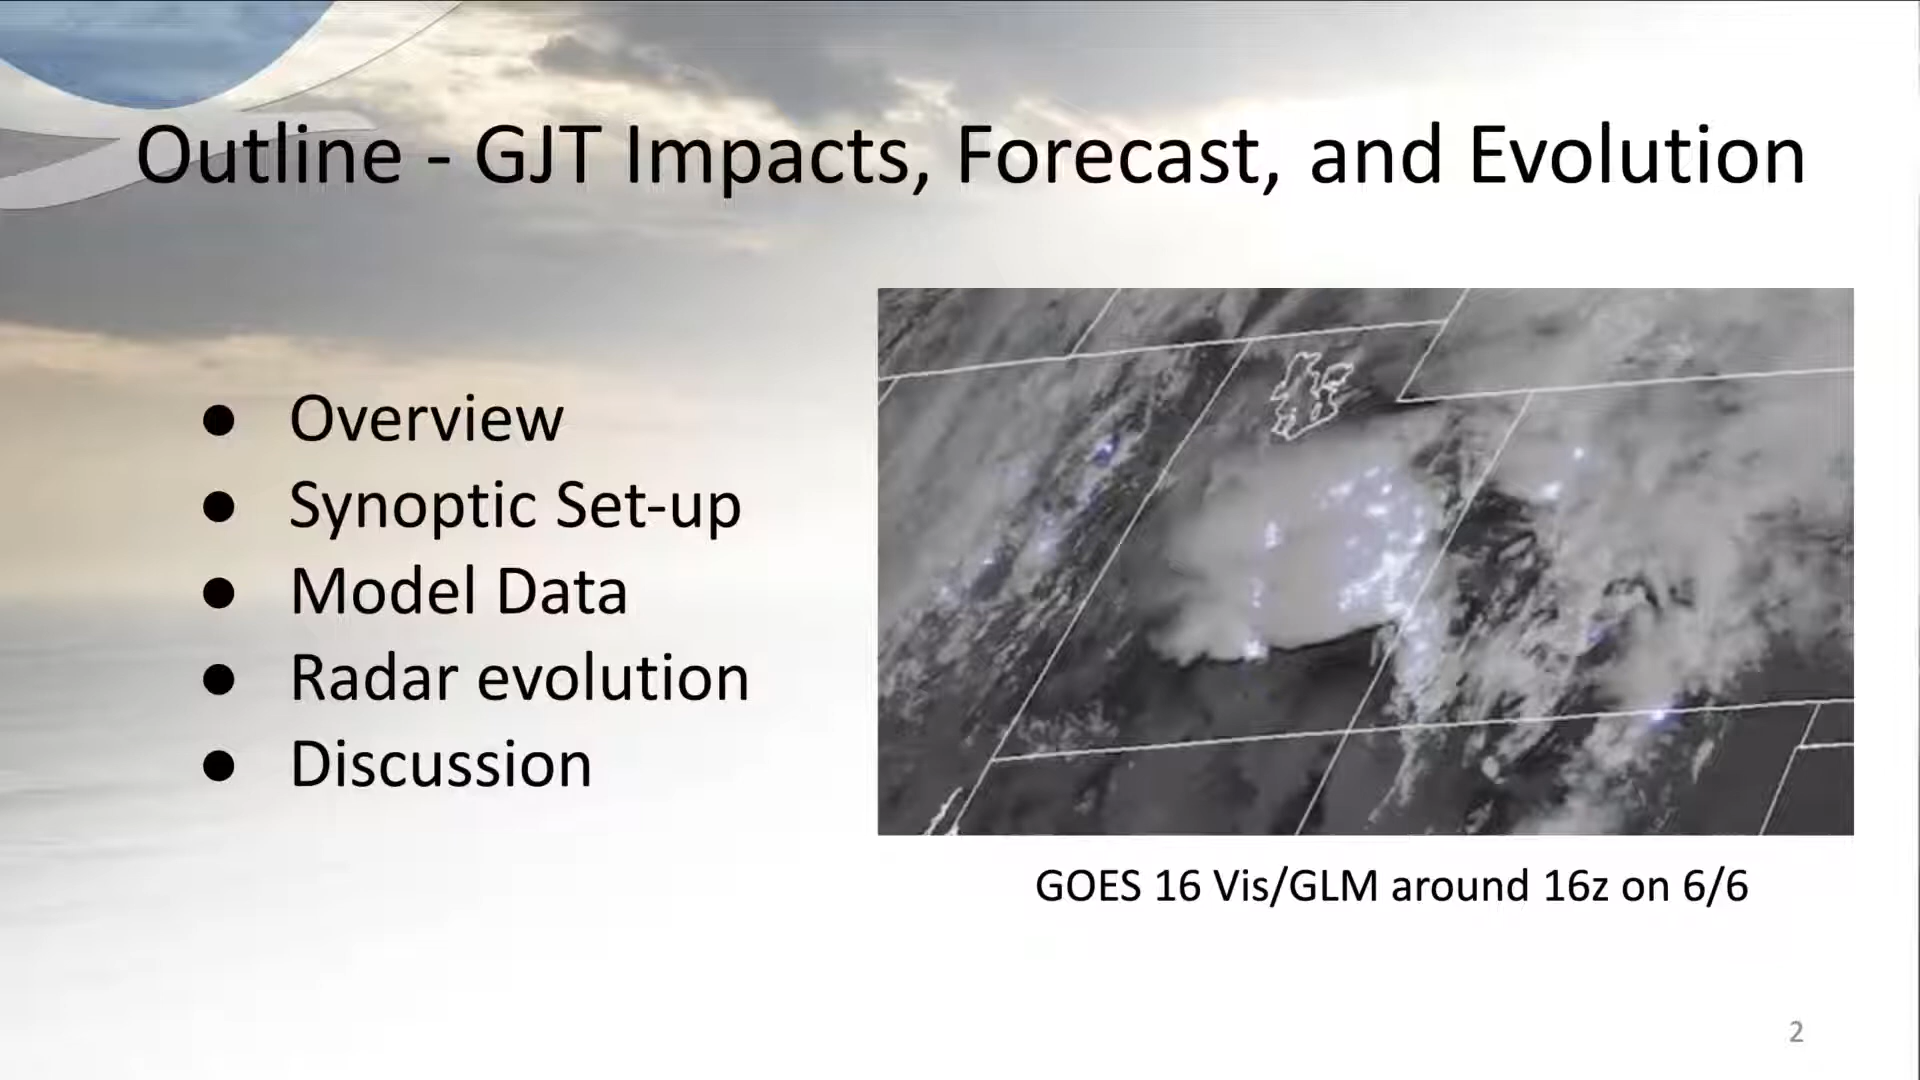 Outline - GJT Impacts, Forecast, and Evolution
● Overview
● Synoptic Set-up
● Model Data
● Radar evolution
● Discussion
GOES 16 Vis/GLM around 16z on 6/6
2